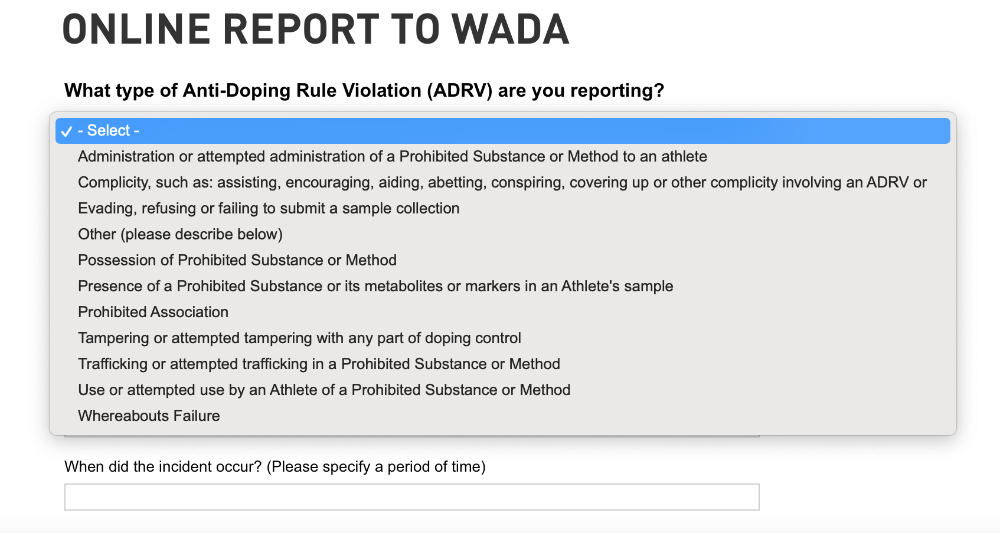 ONLINE REPORT TO WADA
What type of Anti-Doping Rule Violation (ADRV) are you reporting?
✓ - Select -
Administration or attempted administration of a Prohibited Substance or Method to an athlete
Complicity, such as: assisting, encouraging, aiding, abetting, conspiring, covering up or other complicity involving an ADRV or
Evading, refusing or failing to submit a sample collection
Other (please describe below)
Possession of Prohibited Substance or Method
Presence of a Prohibited Substance or its metabolites or markers in an Athlete's sample
Prohibited Association
Tampering or attempted tampering with any part of doping control
Trafficking or attempted trafficking in a Prohibited Substance or Method
Use or attempted use by an Athlete of a Prohibited Substance or Method
Whereabouts Failure
When did the incident occur? (Please specify a period of time)